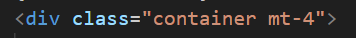 <div class="container mt-4">